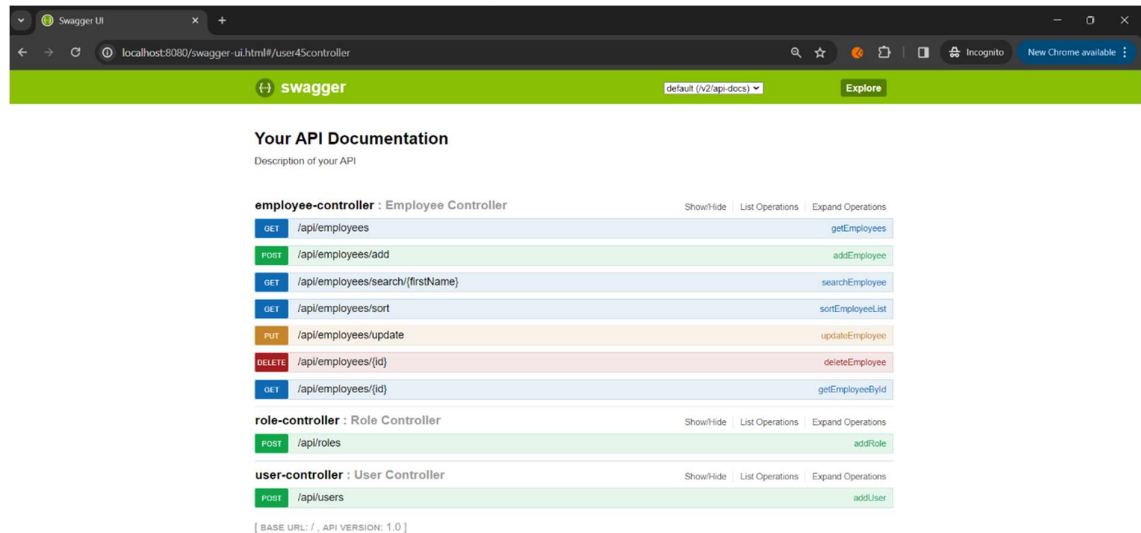 Swagger UI
localhost:8080/swagger-ui.html#/user45controller
Incognito
New Chrome available
swagger
default (/v2/api-docs)
Explore
Your API Documentation
Description of your API
employee-controller : Employee Controller Show/Hide List Operations Expand Operations
GET /api/employees getEmployees
POST /api/employees/add addEmployee
GET /api/employees/search/{firstName} searchEmployee
GET /api/employees/sort sortEmployeeList
PUT /api/employees/update updateEmployee
DELETE /api/employees/{id} deleteEmployee
GET /api/employees/{id} getEmployeeById
role-controller : Role Controller Show/Hide List Operations Expand Operations
POST /api/roles addRole
user-controller : User Controller Show/Hide List Operations Expand Operations
POST /api/users addUser
[ BASE URL: / , API VERSION: 1.0 ]